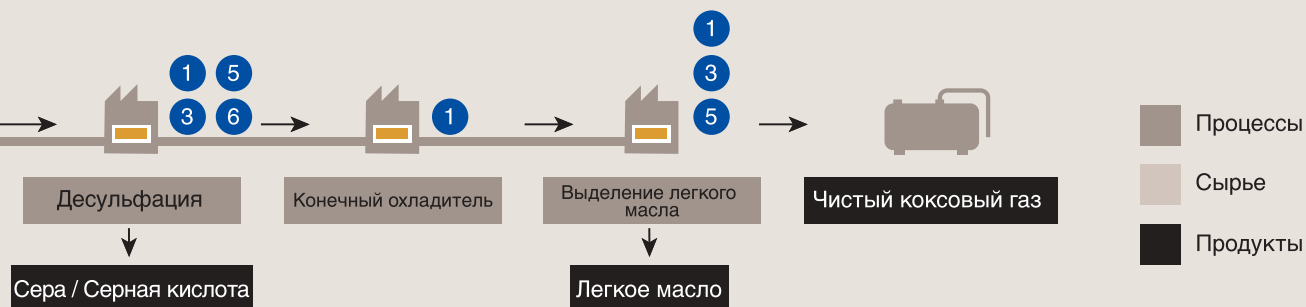 1 5
3 6
1
1
3
5
Десульфация
Конечный охладитель
Выделение легкого
масла
Чистый коксовый газ
Сера / Серная кислота
Легкое масло
Процессы
Сырье
Продукты